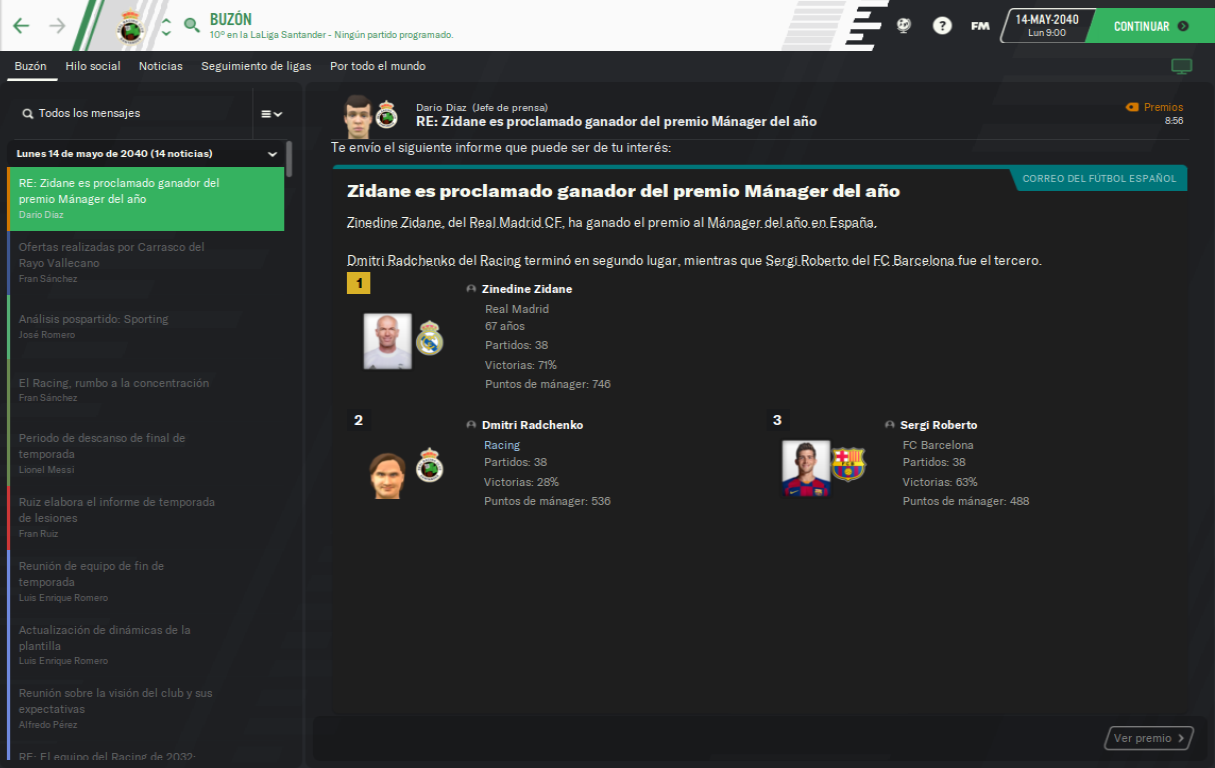 BUZÓN
10º en la LaLiga Santander - Ningún partido programado.
?
FM
14-MAY-2040
Lun 9:00
CONTINUAR
Buzón
Hilo social
Noticias
Seguimiento de ligas
Por todo el mundo
Todos los mensajes
Lunes 14 de mayo de 2040 (14 noticias)
RE: Zidane es proclamado ganador del
premio Mánager del año
Darío Díaz
Ofertas realizadas por Carrasco del
Rayo Vallecano
Fran Sánchez
Análisis pospartido: Sporting
José Romero
El Racing, rumbo a la concentración
Fran Sánchez
Periodo de descanso de final de
temporada
Lionel Messi
Ruiz elabora el informe de temporada
de lesiones
Fran Ruiz
Reunión de equipo de fin de
temporada
Luis Enrique Romero
Actualización de dinámicas de la
plantilla
Luis Enrique Romero
Reunión sobre la visión del club y sus
expectativas
Alfredo Pérez
RE: El equipo del Racing de 2032:
Darío Díaz (Jefe de prensa)
RE: Zidane es proclamado ganador del premio Mánager del año
Premios
8:56
Te envío el siguiente informe que puede ser de tu interés:
CORREO DEL FÚTBOL ESPAÑOL
Zidane es proclamado ganador del premio Mánager del año
Zinedine Zidane, del Real Madrid CF, ha ganado el premio al Mánager del año en España.
Dmitri Radchenko del Racing terminó en segundo lugar, mientras que Sergi Roberto del FC Barcelona fue el tercero.
1
Zinedine Zidane
Real Madrid
67 años
Partidos: 38
Victorias: 71%
Puntos de mánager: 746
2
Dmitri Radchenko
Racing
Partidos: 38
Victorias: 28%
Puntos de mánager: 536
3
Sergi Roberto
FC Barcelona
Partidos: 38
Victorias: 63%
Puntos de mánager: 488
Ver premio